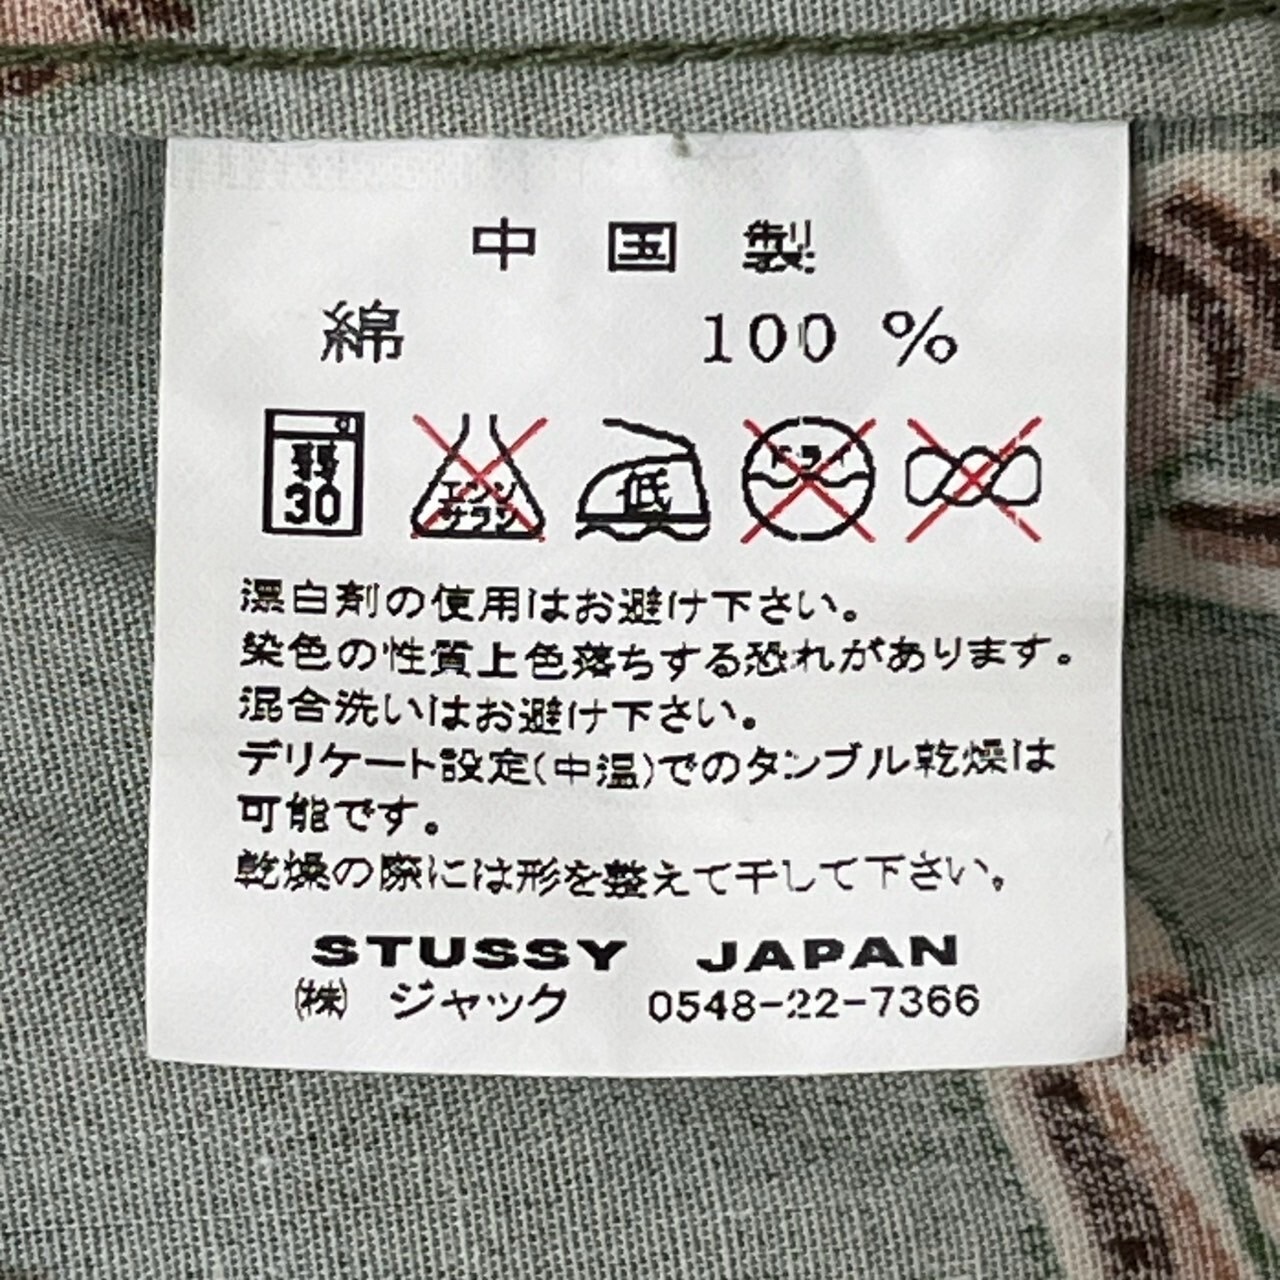 中国製
綿 100%
弱 30 エンソ サラシ 低 ドライ
漂白剤の使用はお避け下さい。
染色の性質上色落ちする恐れがあります。
混合洗いはお避け下さい。
デリケート設定(中温)でのタンブル乾燥は
可能です。
乾燥の際には形を整えて干して下さい。
STUSSY JAPAN
(株) ジャック 0548-22-7366